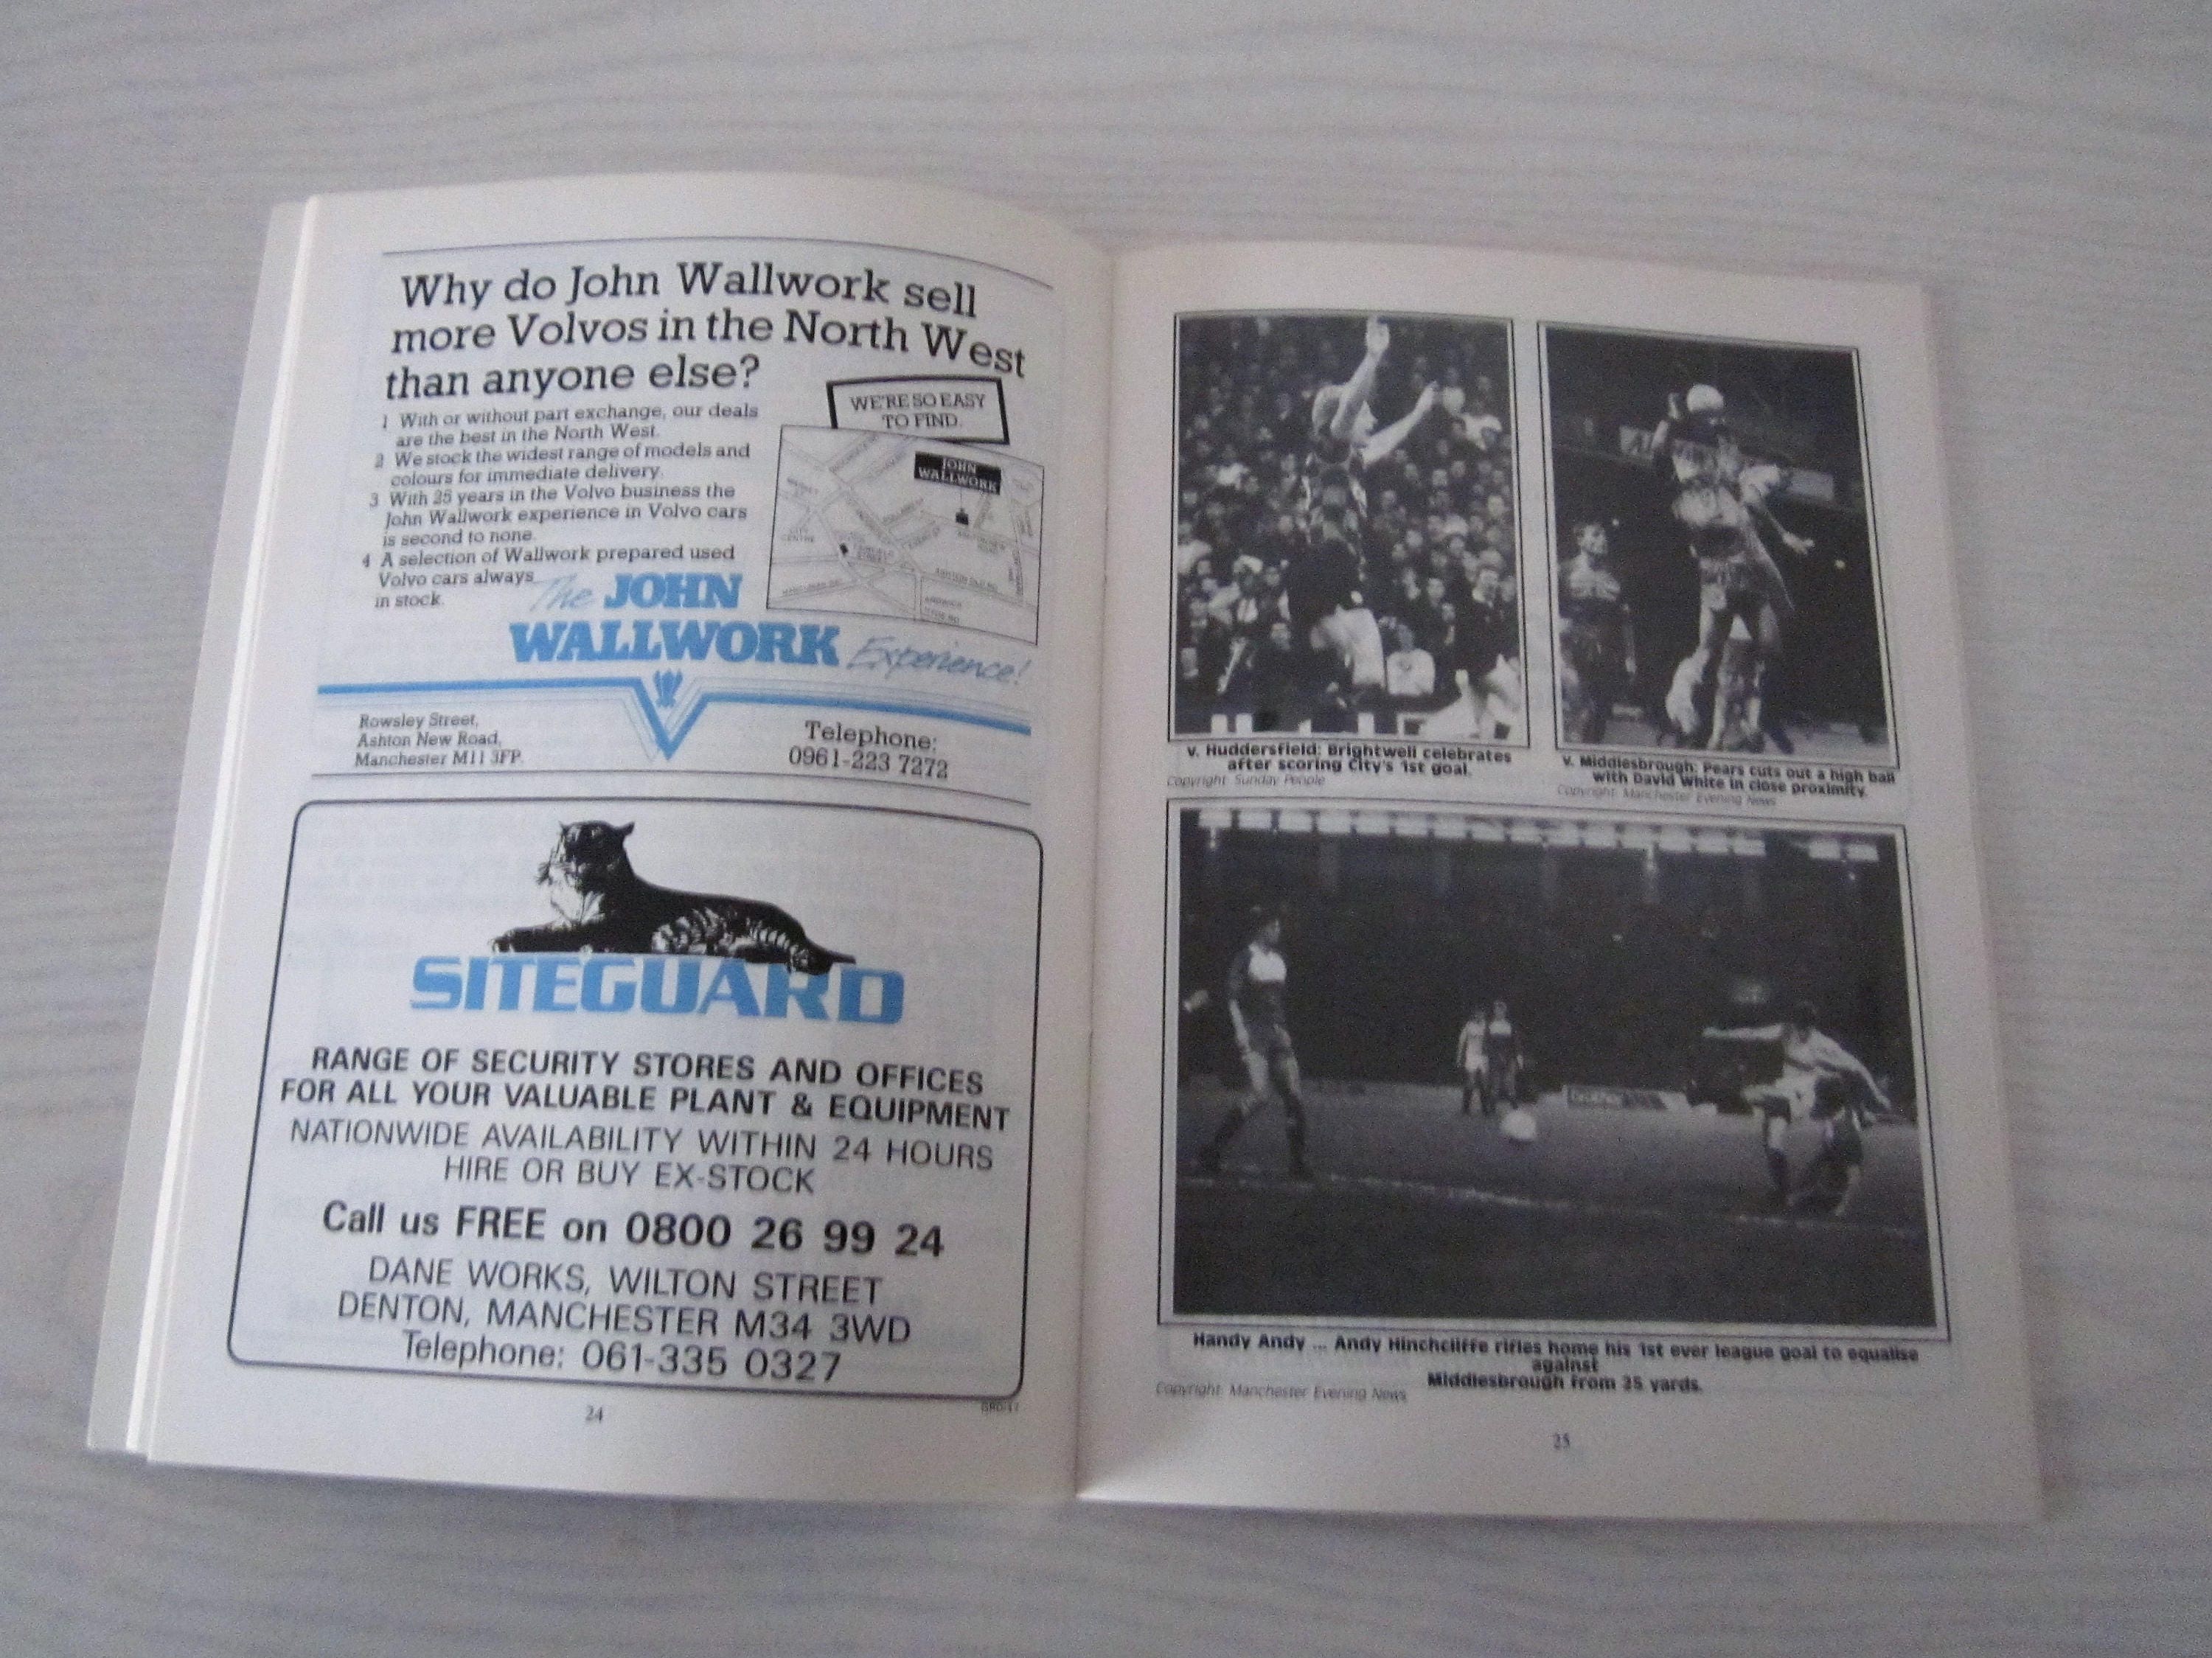 Why do John Wallwork sell
more Volvos in the North West
than anyone else?
1 With or without part exchange, our deals
are the best in the North West.
2 We stock the widest range of models and
colours for immediate delivery.
3 With 25 years in the Volvo business the
John Wallwork experience in Volvo cars
is second to none.
4 A selection of Wallwork prepared used
Volvo cars always
in stock.
WE'RE SO EASY
TO FIND.
JOHN
WALLWORK
CITY
CENTRE
ASHTON OLD RD
The JOHN
WALLWORK Experience!
Rowsley Street,
Ashton New Road,
Manchester M11 3FP.
Telephone:
0961-223 7272
SITEGUARD
RANGE OF SECURITY STORES AND OFFICES
FOR ALL YOUR VALUABLE PLANT & EQUIPMENT
NATIONWIDE AVAILABILITY WITHIN 24 HOURS
HIRE OR BUY EX-STOCK
Call us FREE on 0800 26 99 24
DANE WORKS, WILTON STREET
DENTON, MANCHESTER M34 3WD
Telephone: 061-335 0327
24
v. Huddersfield: Brightwell celebrates
after scoring City's 1st goal.
Copyright: Sunday People
v. Middlesbrough: Pears cuts out a high ball
with David White in close proximity.
Copyright: Manchester Evening News
Handy Andy ... Andy Hinchcliffe rifles home his 1st ever league goal to equalise
against
Middlesbrough from 25 yards.
Copyright: Manchester Evening News
25